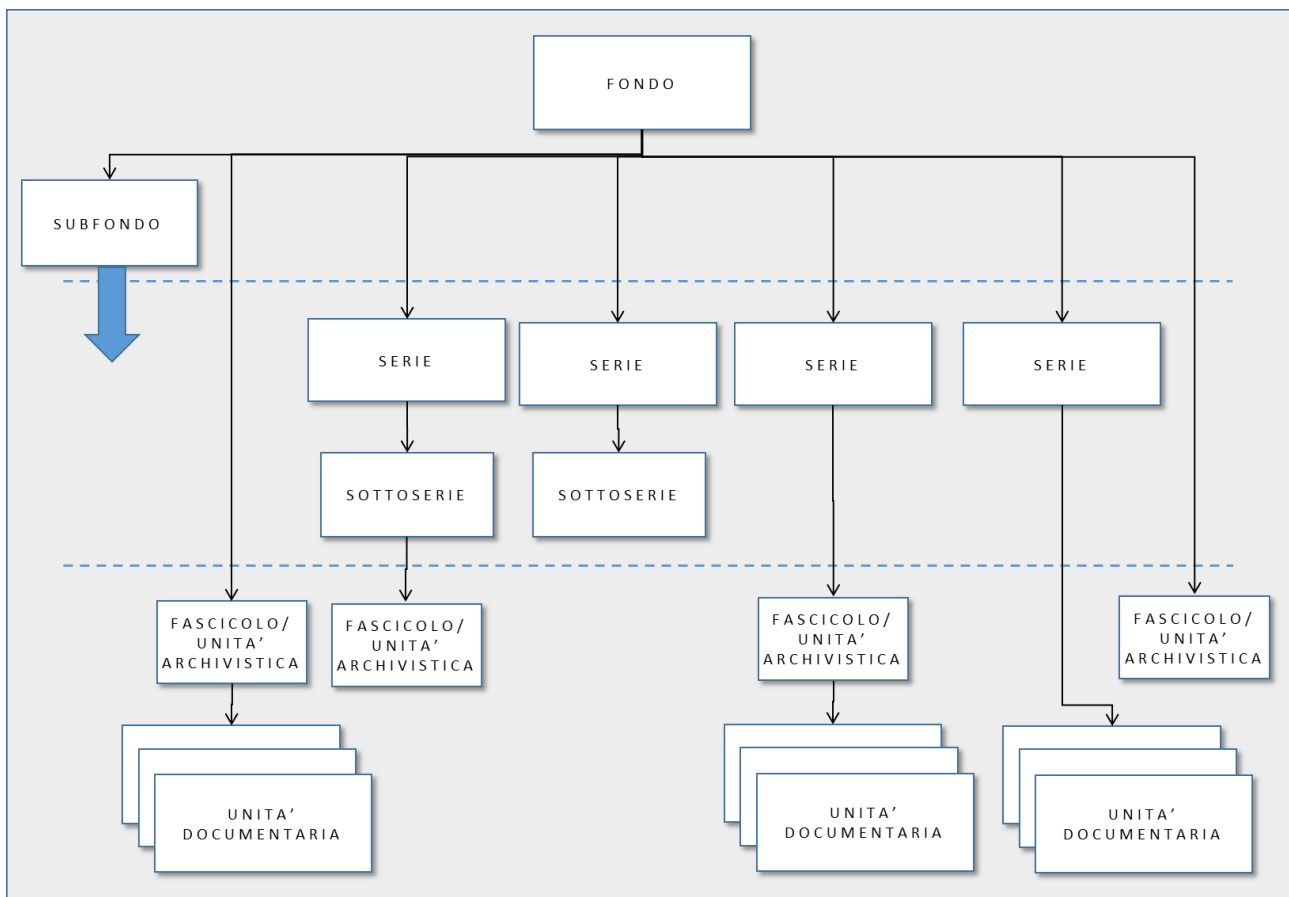 FONDO
SUBFONDO
SERIE
SERIE
SERIE
SERIE
SOTTOSERIE
SOTTOSERIE
FASCICOLO/
UNITA’
ARCHIVISTICA
FASCICOLO/
UNITA’
ARCHIVISTICA
FASCICOLO/
UNITA’
ARCHIVISTICA
FASCICOLO/
UNITA’
ARCHIVISTICA
UNITA’
DOCUMENTARIA
UNITA’
DOCUMENTARIA
UNITA’
DOCUMENTARIA